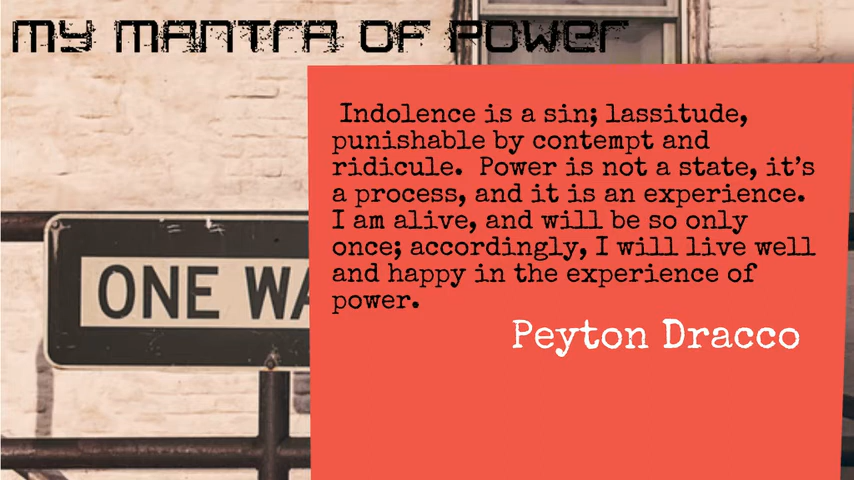 MY MANTRA OF POWER
Indolence is a sin; lassitude,
punishable by contempt and
ridicule.  Power is not a state, it's
a process, and it is an experience.
I am alive, and will be so only
once; accordingly, I will live well
and happy in the experience of
power.
Peyton Dracco
ONE WA